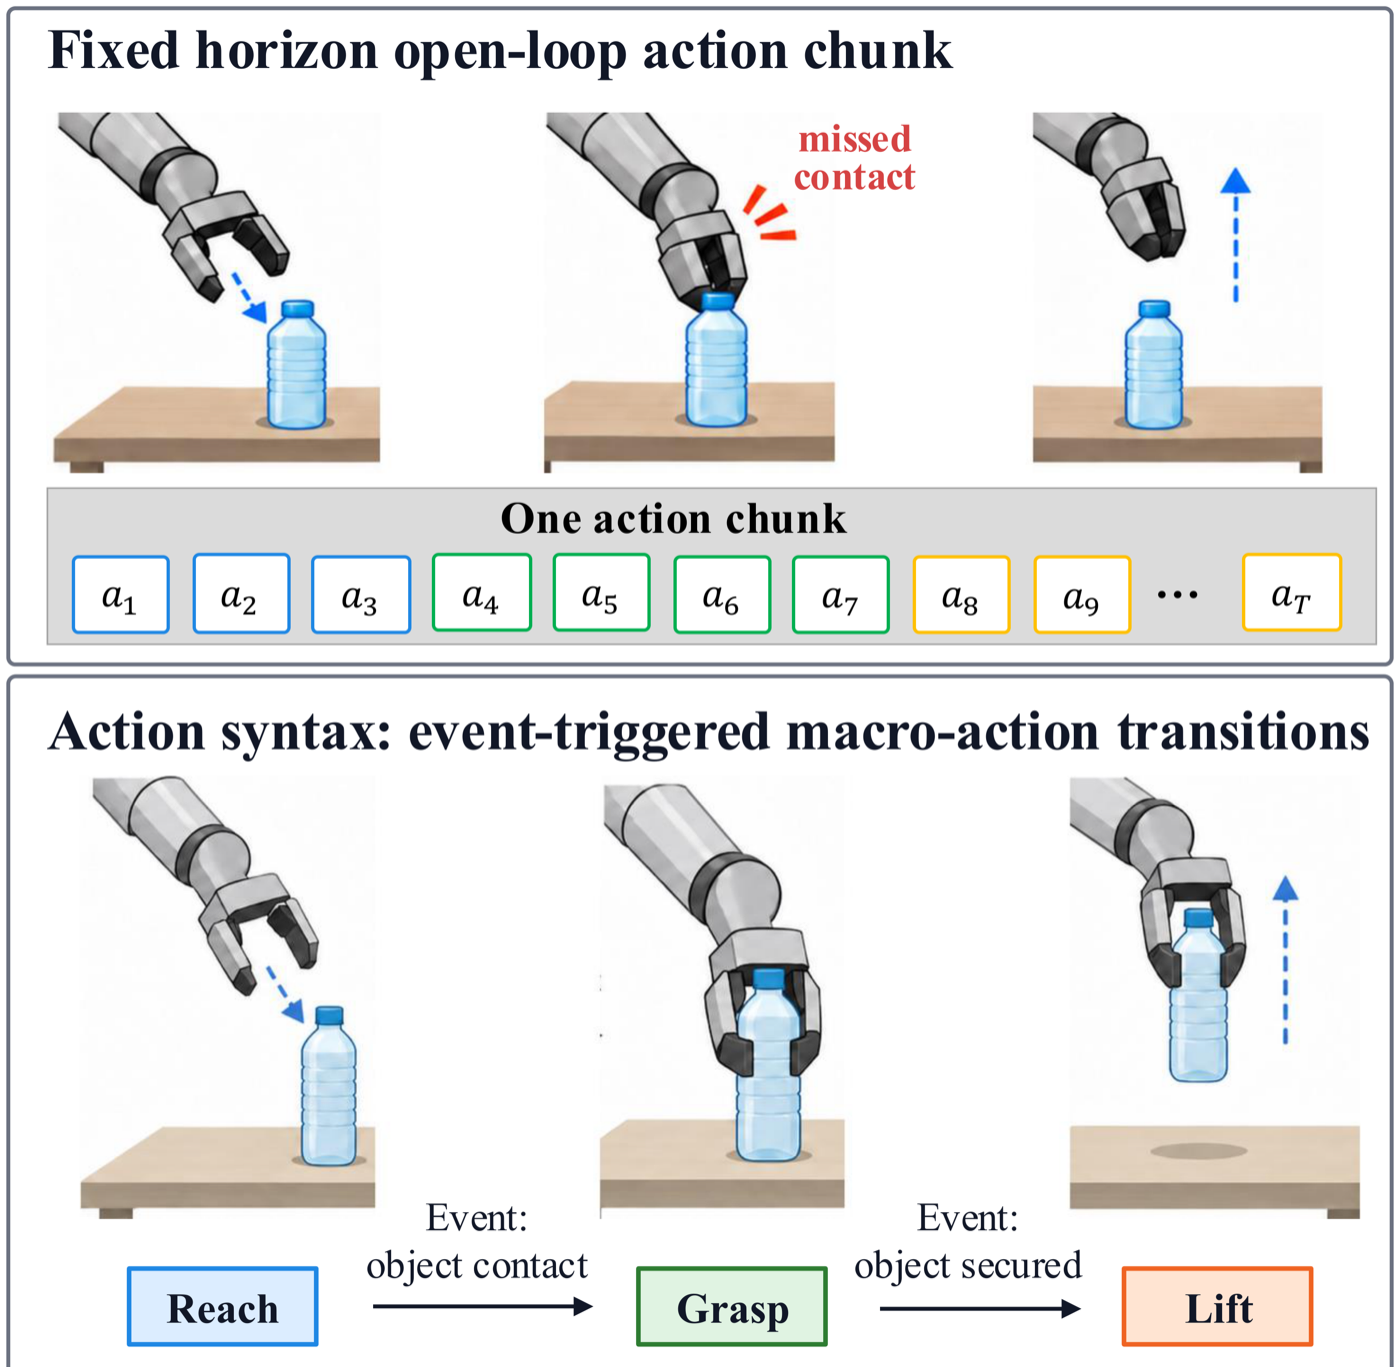 Fixed horizon open-loop action chunk
missed
contact
One action chunk
a₁ a₂ a₃ a₄ a₅ a₆ a₇ a₈ a₉ ... a_T
Action syntax: event-triggered macro-action transitions
Event:
object contact
Event:
object secured
Reach
Grasp
Lift